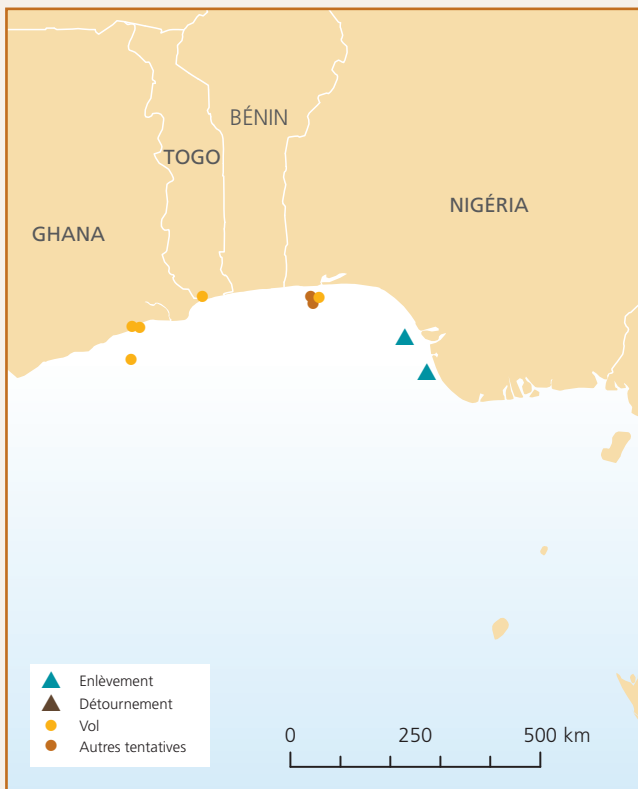 BÉNIN
TOGO
NIGÉRIA
GHANA
Enlèvement
Détournement
Vol
Autres tentatives
0 250 500 km